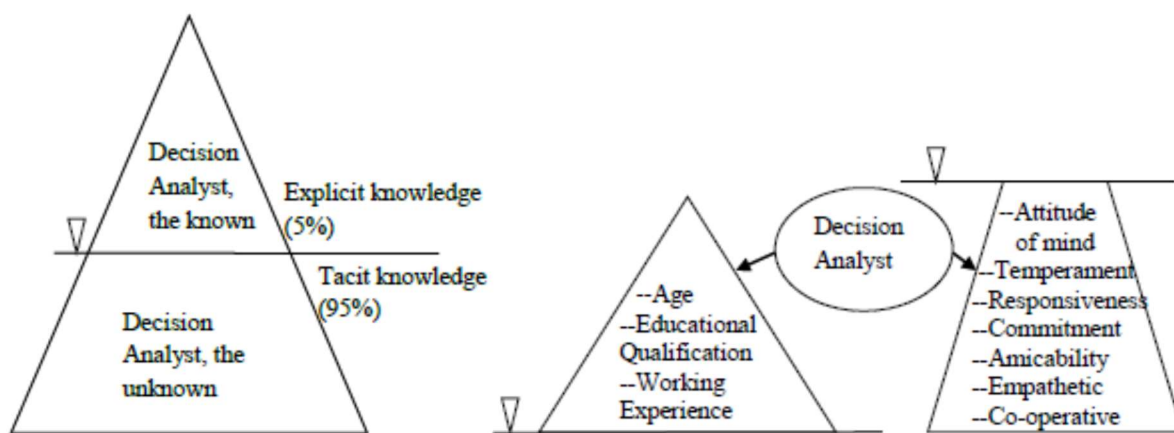 Decision
Analyst,
the known
Explicit knowledge
(5%)
Tacit knowledge
(95%)
Decision
Analyst, the
unknown
--Age
--Educational
Qualification
--Working
Experience
Decision
Analyst
--Attitude
of mind
--Temperament
--Responsiveness
--Commitment
--Amicability
--Empathetic
--Co-operative